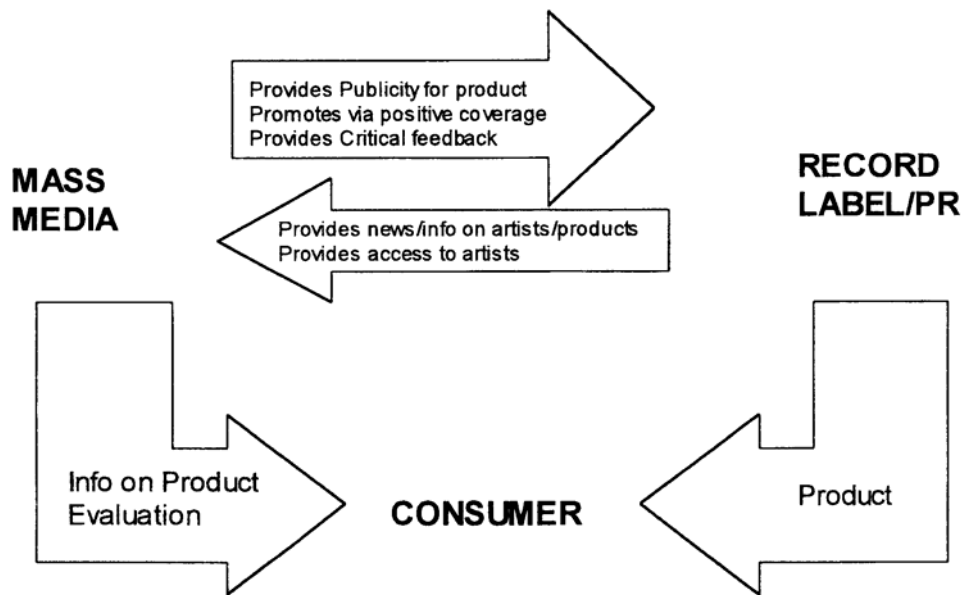 Provides Publicity for product
Promotes via positive coverage
Provides Critical feedback
MASS
MEDIA
RECORD
LABEL/PR
Provides news/info on artists/products
Provides access to artists
Info on Product
Evaluation
CONSUMER
Product